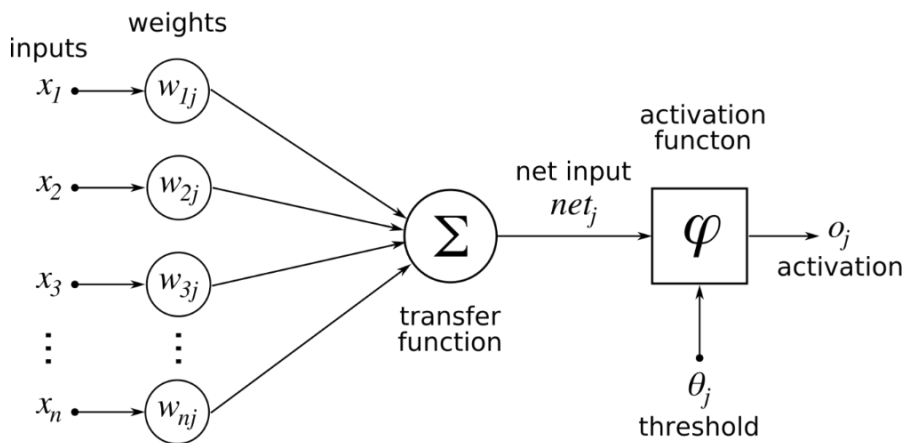 weights
inputs
x1
w1j
x2
w2j
x3
w3j
⋮ ⋮
xn
wnj
Σ
transfer
function
net input
netj
activation
functon
φ
oj
activation
θj
threshold